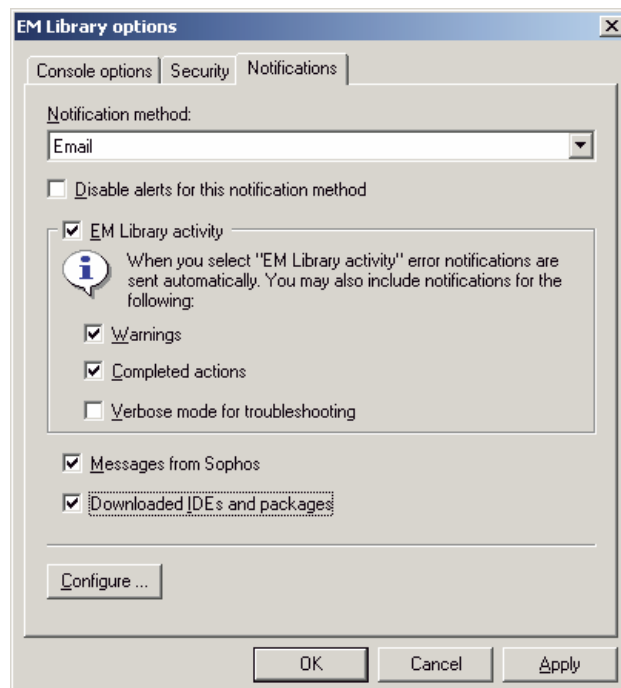 EM Library options
Console options Security Notifications
Notification method:
Email
Disable alerts for this notification method
EM Library activity
When you select "EM Library activity" error notifications are
sent automatically. You may also include notifications for the
following:
Warnings
Completed actions
Verbose mode for troubleshooting
Messages from Sophos
Downloaded IDEs and packages
Configure ...
OK Cancel Apply